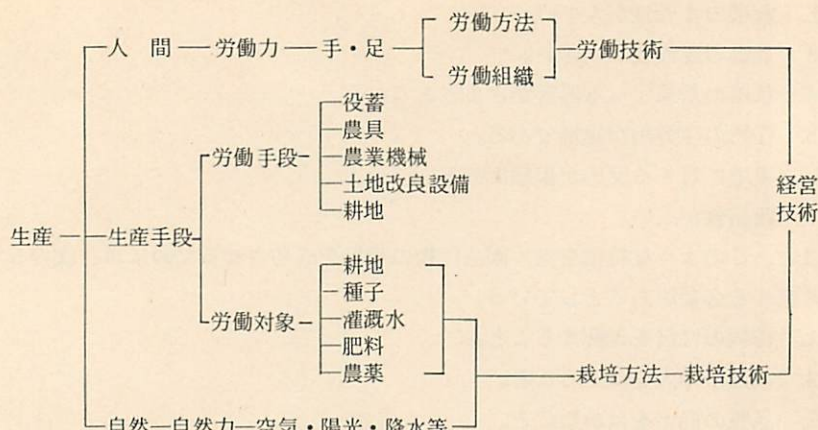 人間―労働力―手・足
労働方法
労働組織
労働技術
役蓄
農具
労働手段
農業機械
土地改良設備
耕地
経営技術
生産
生産手段
耕地
種子
労働対象
灌漑水
肥料
農薬
栽培方法―栽培技術
自然―自然力―空気・陽光・降水等